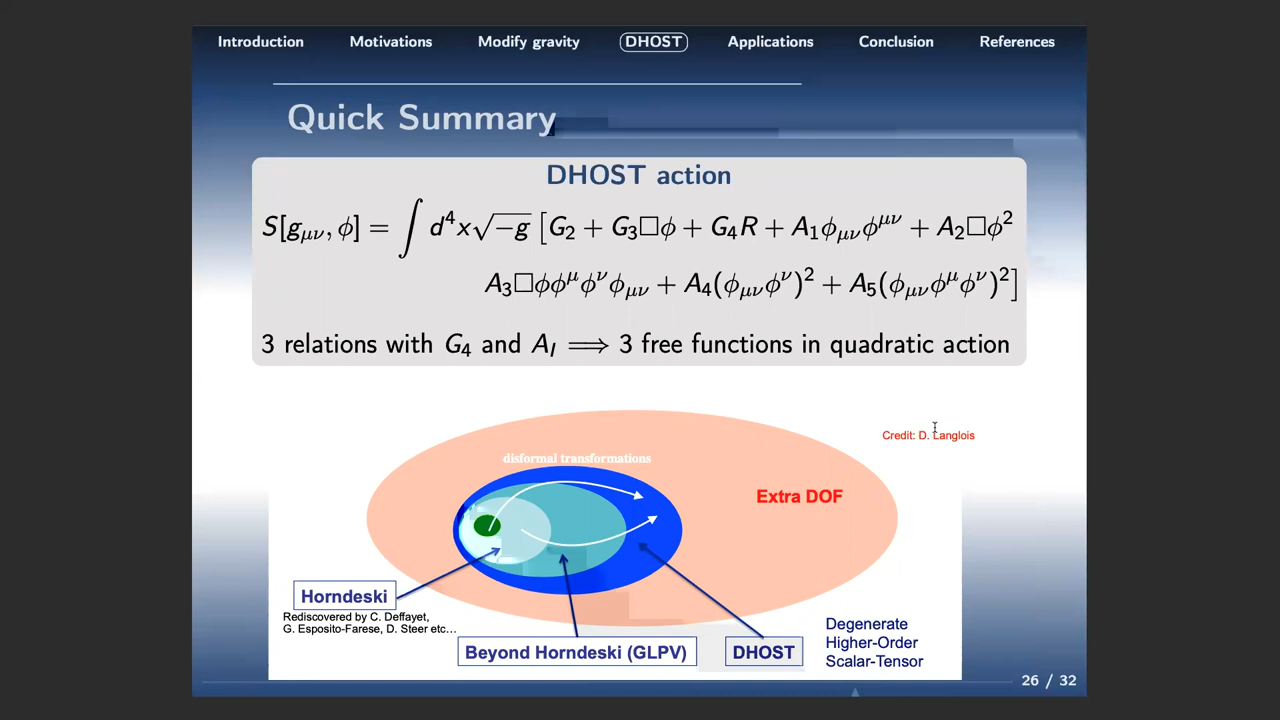 Introduction Motivations Modify gravity DHOST Applications Conclusion References
Quick Summary
DHOST action
S[g_{μν}, ϕ] = ∫ d⁴x√−g [G₂ + G₃□ϕ + G₄R + A₁ϕ_{μν}ϕ^{μν} + A₂□ϕ²
A₃□ϕϕ^μϕ^νϕ_{μν} + A₄(ϕ_{μν}ϕ^ν)² + A₅(ϕ_{μν}ϕ^μϕ^ν)²]
3 relations with G₄ and A_I ⟹ 3 free functions in quadratic action
Credit: D. Langlois
disformal transformations
Extra DOF
Horndeski
Rediscovered by C. Deffayet,
G. Esposito-Farese, D. Steer etc…
Beyond Horndeski (GLPV)
DHOST
Degenerate
Higher-Order
Scalar-Tensor
26 / 32